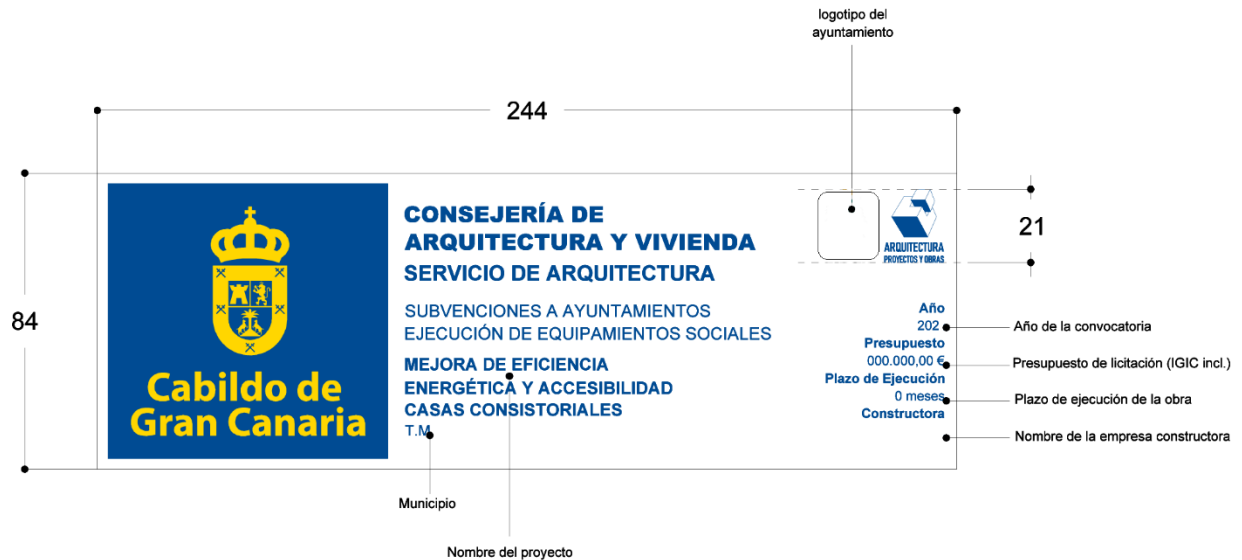 logotipo del
ayuntamiento
244
84
21
Cabildo de
Gran Canaria
CONSEJERÍA DE
ARQUITECTURA Y VIVIENDA
SERVICIO DE ARQUITECTURA
SUBVENCIONES A AYUNTAMIENTOS
EJECUCIÓN DE EQUIPAMIENTOS SOCIALES
MEJORA DE EFICIENCIA
ENERGÉTICA Y ACCESIBILIDAD
CASAS CONSISTORIALES
T.M.
ARQUITECTURA
PROYECTOS Y OBRAS
Año
202
Presupuesto
000.000,00 €
Plazo de Ejecución
0 meses
Constructora
Año de la convocatoria
Presupuesto de licitación (IGIC incl.)
Plazo de ejecución de la obra
Nombre de la empresa constructora
Municipio
Nombre del proyecto